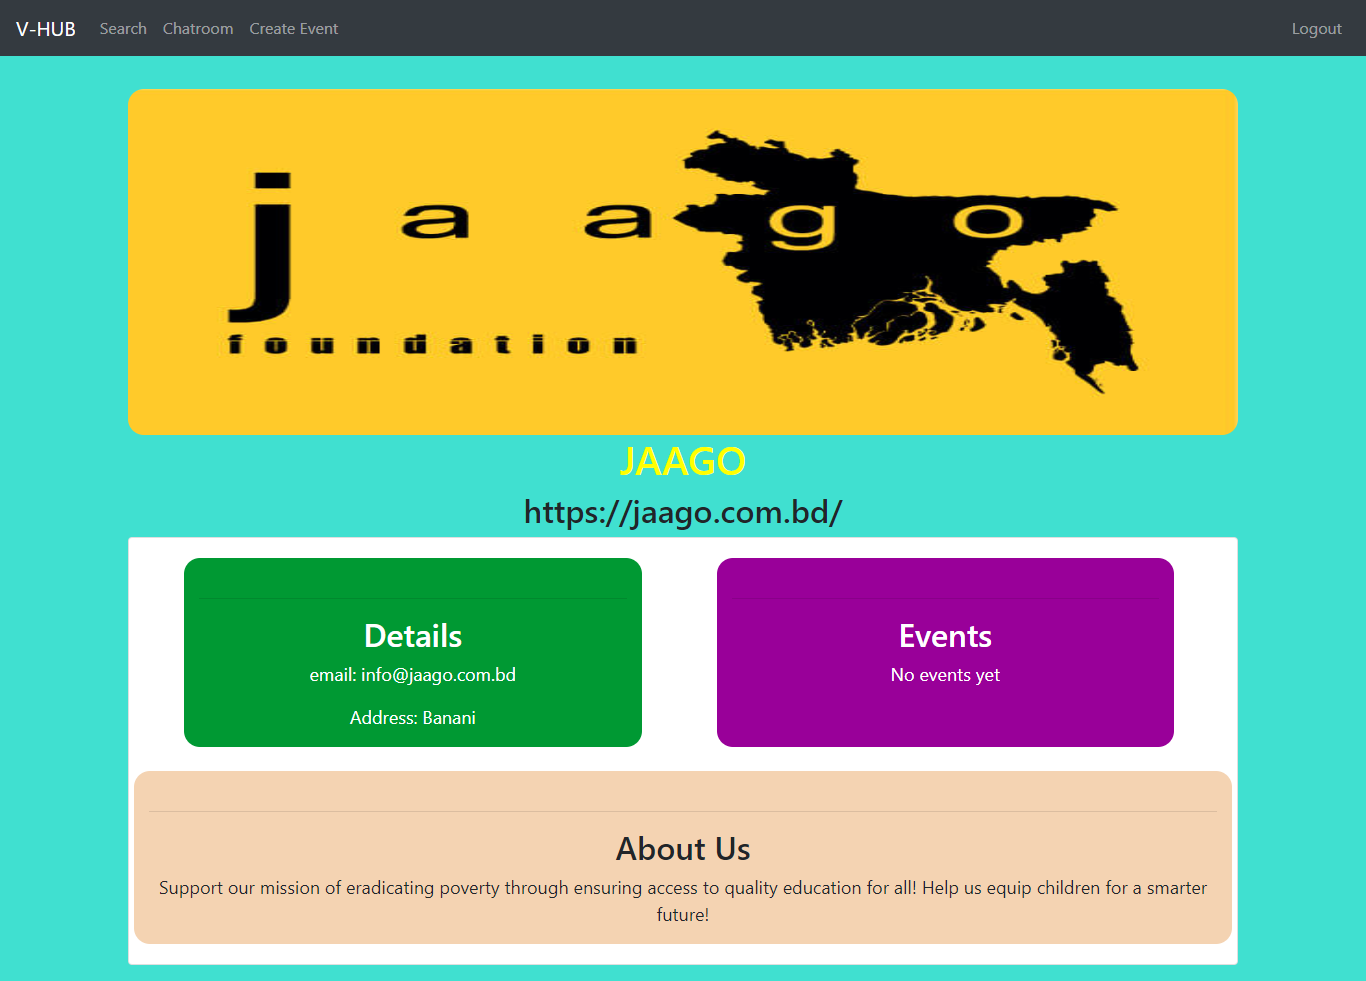 V-HUB Search Chatroom Create Event Logout
jaago
foundation
JAAGO
https://jaago.com.bd/
Details
email: info@jaago.com.bd
Address: Banani
Events
No events yet
About Us
Support our mission of eradicating poverty through ensuring access to quality education for all! Help us equip children for a smarter
future!